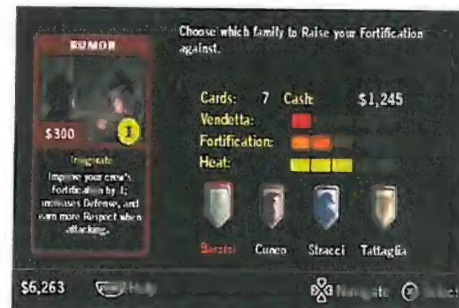 Choose which family to Raise your Fortification
against.
RUMOR
$300
Invigorate
Improve your crew's
fortification by 1;
increases Defense, and
earn more Respect when
attacking.
Cards: 7 Cash: $1,245
Vendetta:
Fortification:
Heat:
Barzini Cuneo Stracci Tattaglia
$6,263 Help Navigate Select